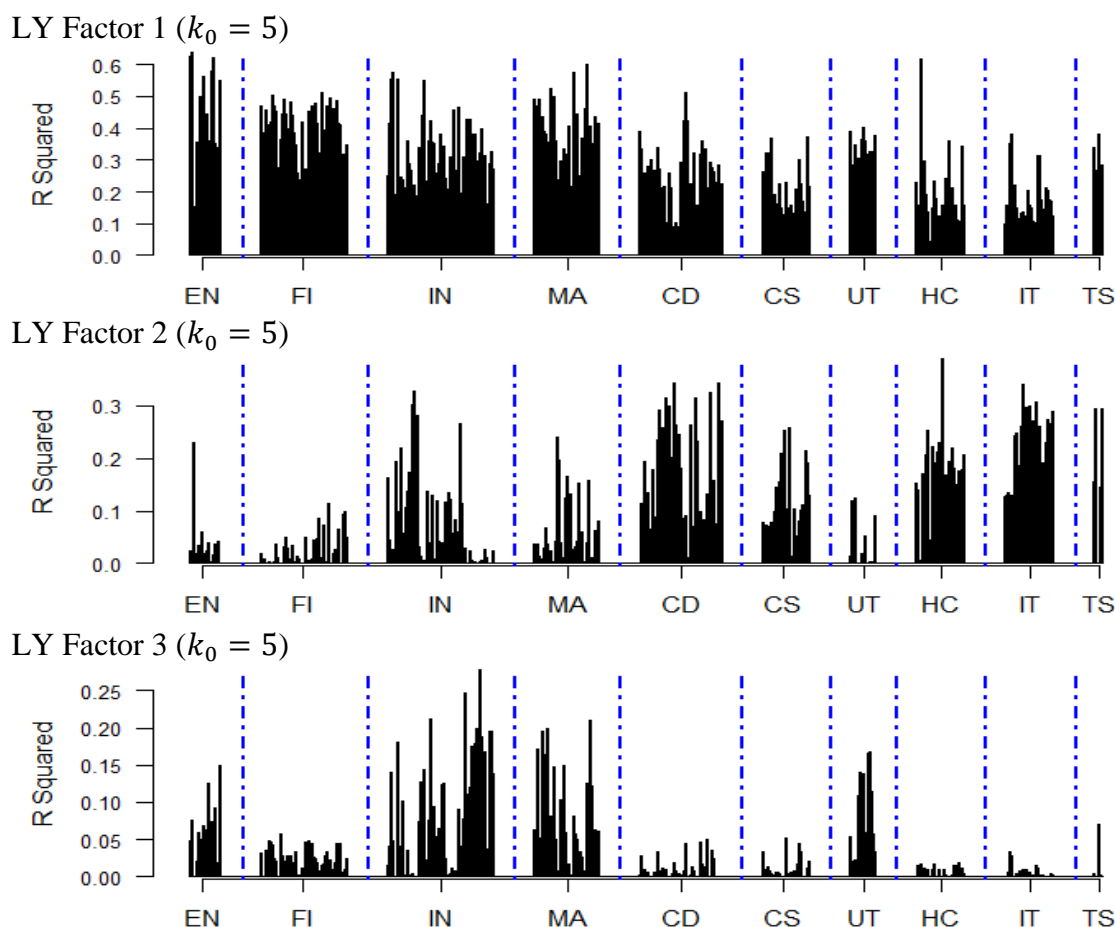 LY Factor 1 (k₀ = 5)
R Squared
0.6
0.5
0.4
0.3
0.2
0.1
0.0
EN FI IN MA CD CS UT HC IT TS
LY Factor 2 (k₀ = 5)
R Squared
0.3
0.2
0.1
0.0
EN FI IN MA CD CS UT HC IT TS
LY Factor 3 (k₀ = 5)
R Squared
0.25
0.20
0.15
0.10
0.05
0.00
EN FI IN MA CD CS UT HC IT TS